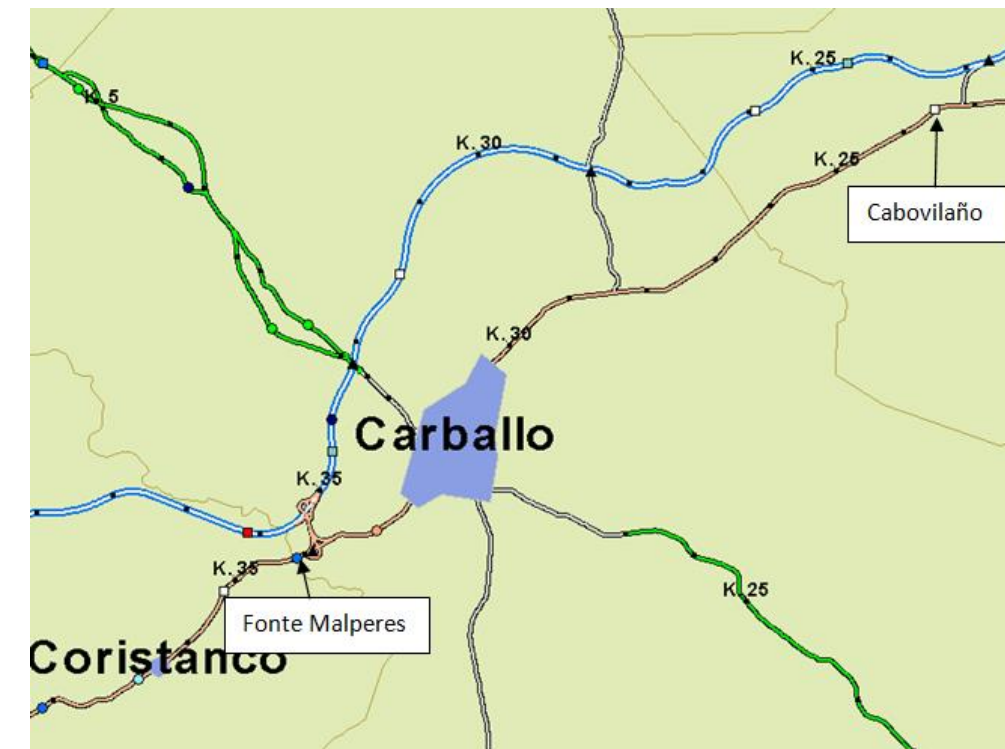 K.25
K.5
K.30
K.25
Cabovilaño
K.30
Carballo
K.35
K.35
K.25
Fonte Malperes
Coristanco